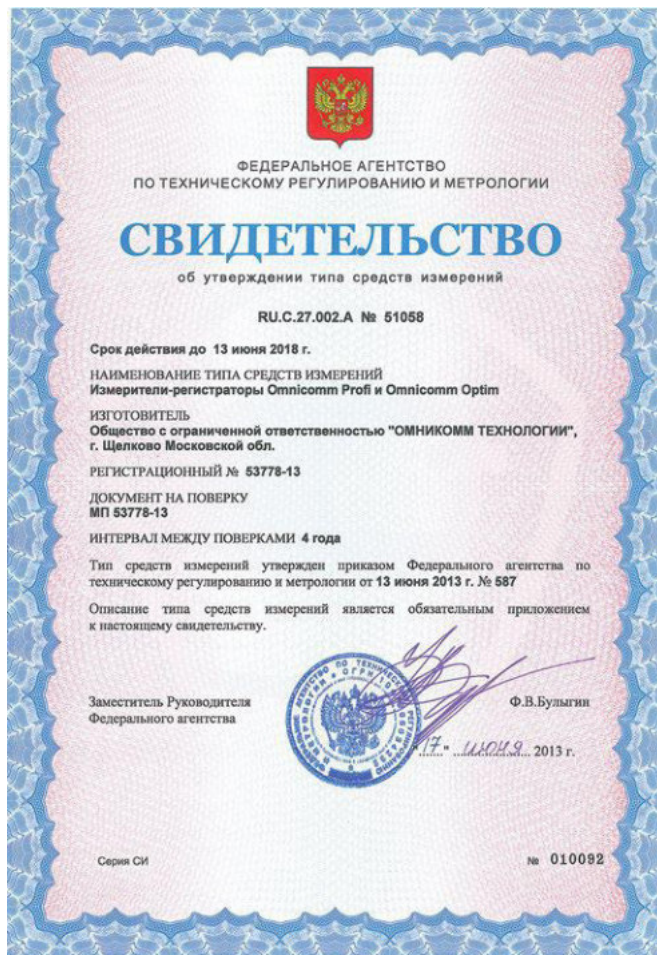 ФЕДЕРАЛЬНОЕ АГЕНТСТВО
ПО ТЕХНИЧЕСКОМУ РЕГУЛИРОВАНИЮ И МЕТРОЛОГИИ
СВИДЕТЕЛЬСТВО
об утверждении типа средств измерений
RU.C.27.002.A № 51058
Срок действия до 13 июня 2018 г.
НАИМЕНОВАНИЕ ТИПА СРЕДСТВ ИЗМЕРЕНИЙ
Измерители-регистраторы Omnicomm Profi и Omnicomm Optim
ИЗГОТОВИТЕЛЬ
Общество с ограниченной ответственностью "ОМНИКОММ ТЕХНОЛОГИИ",
г. Щелково Московской обл.
РЕГИСТРАЦИОННЫЙ № 53778-13
ДОКУМЕНТ НА ПОВЕРКУ
МП 53778-13
ИНТЕРВАЛ МЕЖДУ ПОВЕРКАМИ 4 года
Тип средств измерений утвержден приказом Федерального агентства по
техническому регулированию и метрологии от 13 июня 2013 г. № 587
Описание типа средств измерений является обязательным приложением
к настоящему свидетельству.
Заместитель Руководителя
Федерального агентства
Ф.В.Булыгин
"17" июня 2013 г.
Серия СИ
№ 010092